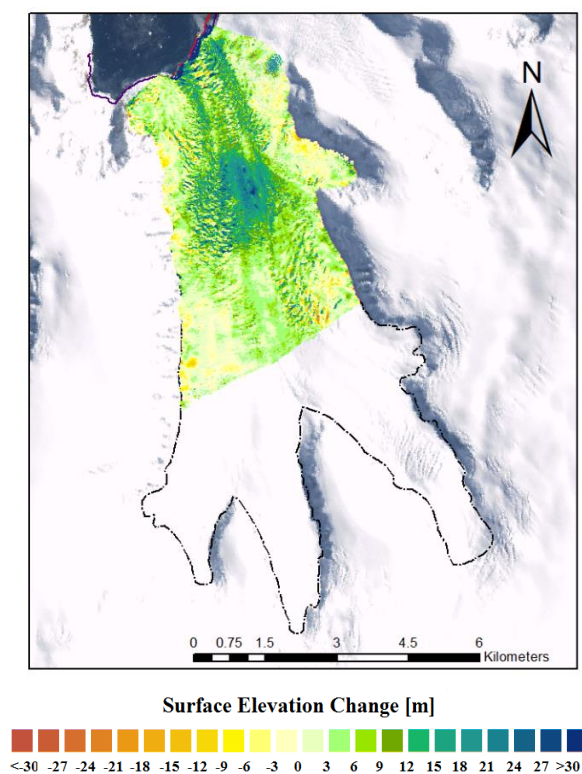 N
0 0.75 1.5 3 4.5 6
Kilometers
Surface Elevation Change [m]
<-30 -27 -24 -21 -18 -15 -12 -9 -6 -3 0 3 6 9 12 15 18 21 24 27 >30